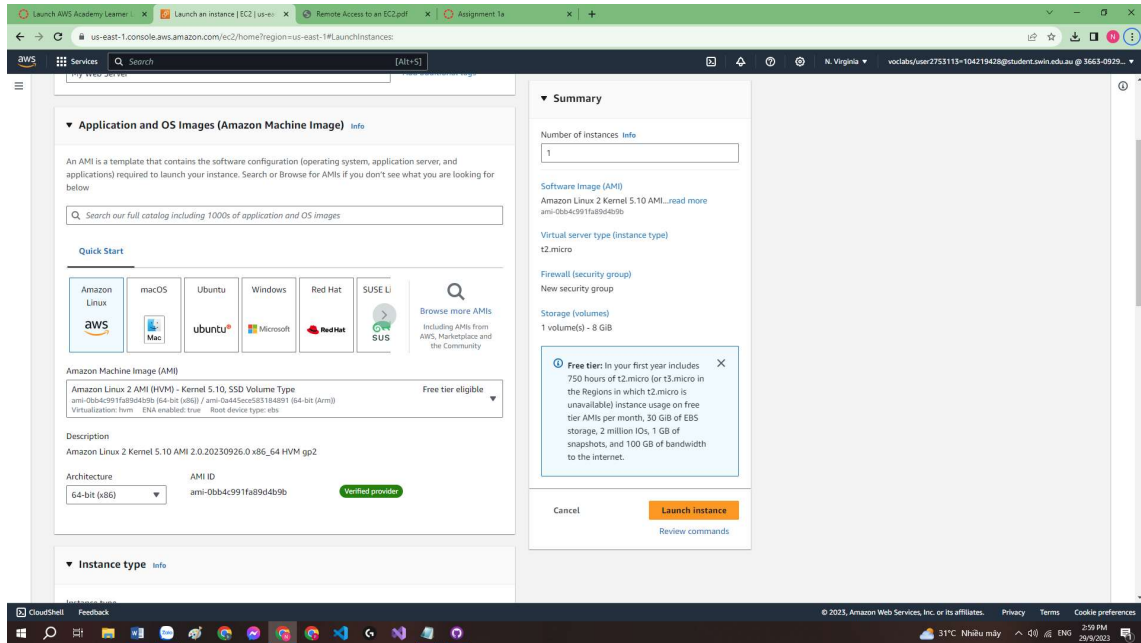 Launch AWS Academy Learner L
Launch an instance | EC2 | us-ea
Remote Access to an EC2.pdf
Assignment 1a
us-east-1.console.aws.amazon.com/ec2/home?region=us-east-1#LaunchInstances:
N
aws
Services
Search
[Alt+S]
N. Virginia
voclabs/user2753113=104219428@student.swin.edu.au @ 3663-0929...
My Web Server
Add additional tags
Application and OS Images (Amazon Machine Image) Info
An AMI is a template that contains the software configuration (operating system, application server, and
applications) required to launch your instance. Search or Browse for AMIs if you don't see what you are looking for
below
Search our full catalog including 1000s of application and OS images
Quick Start
Amazon
Linux
aws
macOS
Mac
Ubuntu
ubuntu
Windows
Microsoft
Red Hat
Red Hat
SUSE Li
SUS
Browse more AMIs
Including AMIs from
AWS, Marketplace and
the Community
Amazon Machine Image (AMI)
Amazon Linux 2 AMI (HVM) - Kernel 5.10, SSD Volume Type
Free tier eligible
ami-0bb4c991fa89d4b9b (64-bit (x86)) / ami-0a445ece583184891 (64-bit (Arm))
Virtualization: hvm ENA enabled: true Root device type: ebs
Description
Amazon Linux 2 Kernel 5.10 AMI 2.0.20230926.0 x86_64 HVM gp2
Architecture
64-bit (x86)
AMI ID
ami-0bb4c991fa89d4b9b
Verified provider
Instance type Info
Summary
Number of instances Info
1
Software Image (AMI)
Amazon Linux 2 Kernel 5.10 AMI...read more
ami-0bb4c991fa89d4b9b
Virtual server type (instance type)
t2.micro
Firewall (security group)
New security group
Storage (volumes)
1 volume(s) - 8 GiB
Free tier: In your first year includes
750 hours of t2.micro (or t3.micro in
the Regions in which t2.micro is
unavailable) instance usage on free
tier AMIs per month, 30 GiB of EBS
storage, 2 million IOs, 1 GB of
snapshots, and 100 GB of bandwidth
to the internet.
Cancel
Launch instance
Review commands
CloudShell
Feedback
© 2023, Amazon Web Services, Inc. or its affiliates.
Privacy
Terms
Cookie preferences
31°C Nhiều mây
ENG
2:59 PM
29/9/2023